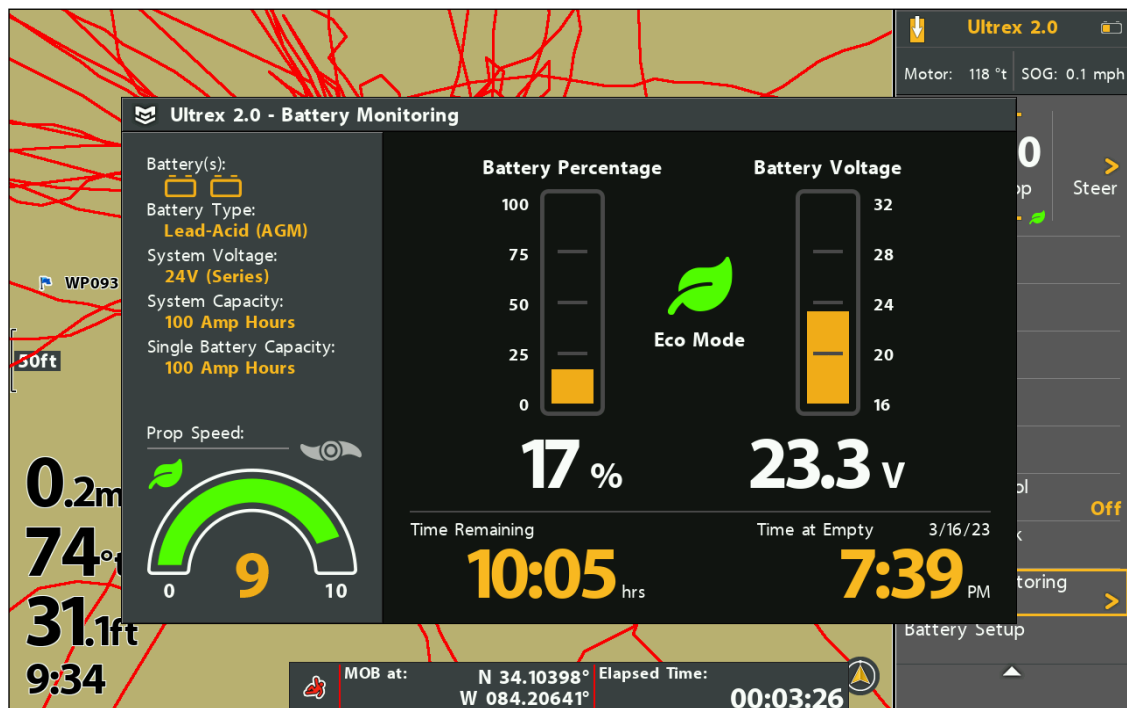 Ultrex 2.0
Motor: 118 °t SOG: 0.1 mph
Ultrex 2.0 - Battery Monitoring
Battery(s):
Battery Type:
Lead-Acid (AGM)
System Voltage:
24V (Series)
System Capacity:
100 Amp Hours
Single Battery Capacity:
100 Amp Hours
Prop Speed:
0 9 10
Battery Percentage
100
75
50
25
0
17 %
Eco Mode
Battery Voltage
32
28
24
20
16
23.3 V
Time Remaining
10:05 hrs
Time at Empty 3/16/23
7:39 PM
WP093
50ft
0.2m
74°t
31.1ft
9:34
MOB at: N 34.10398°
W 084.20641°
Elapsed Time:
00:03:26
0
Steer
Off
toring
Battery Setup